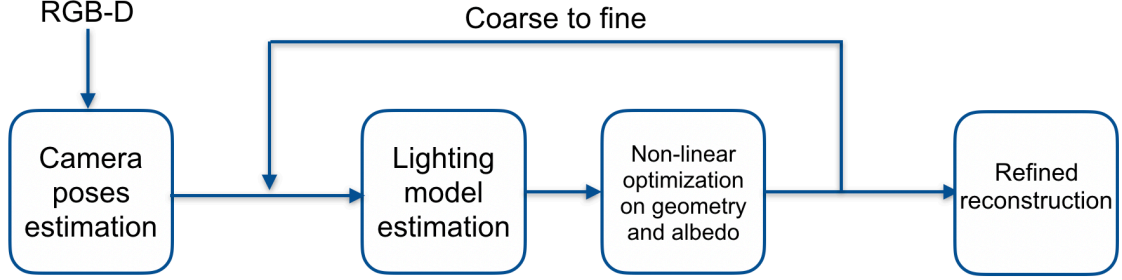 RGB-D
Coarse to fine
Camera
poses
estimation
Lighting
model
estimation
Non-linear
optimization
on geometry
and albedo
Refined
reconstruction